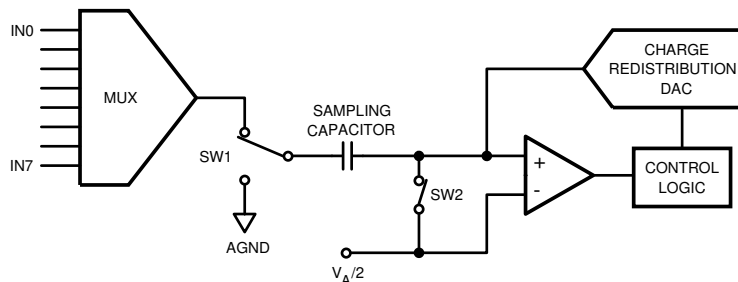 IN0
MUX
IN7
SW1
AGND
SAMPLING
CAPACITOR
SW2
V_A/2
+
-
CHARGE
REDISTRIBUTION
DAC
CONTROL
LOGIC